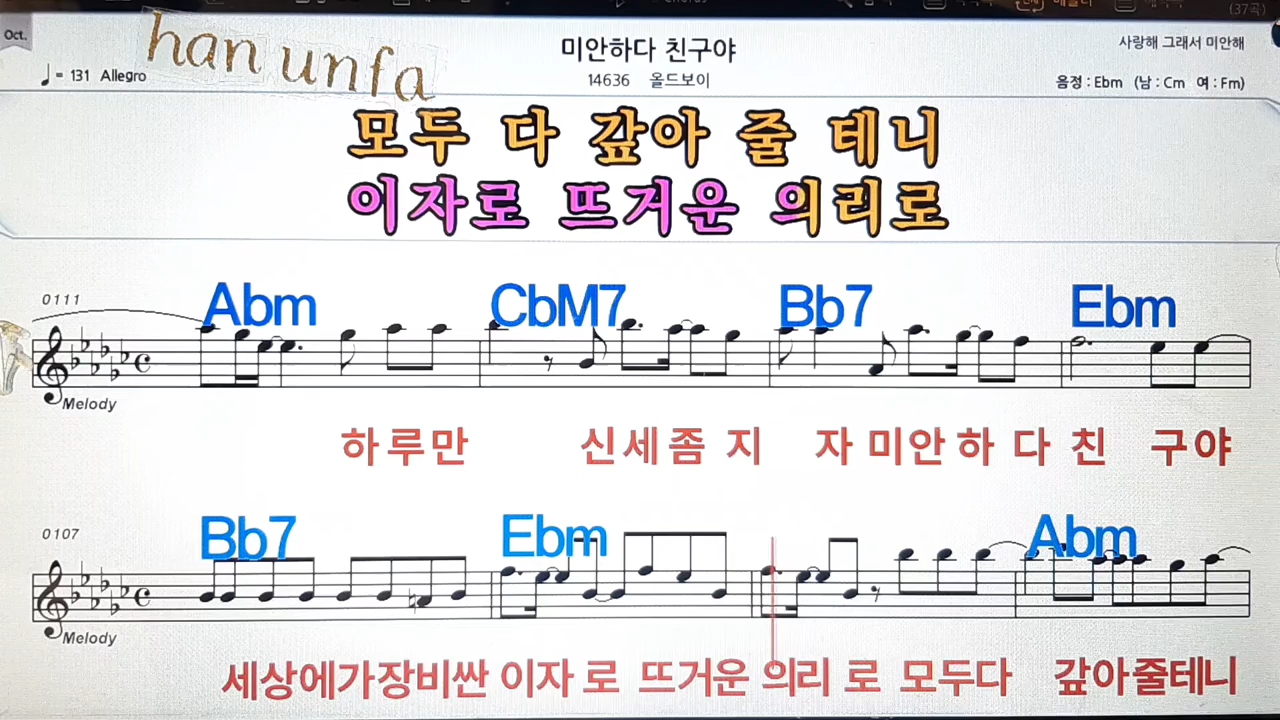 (37곡)
Oct.
han unfa
미안하다 친구야
사랑해 그래서 미안해
♩= 131 Allegro
14636 올드보이
음정 : Ebm (남 : Cm 여 : Fm)
모두 다 갚아 줄 테니
이자로 뜨거운 의리로
0111
Abm CbM7 Bb7 Ebm
Melody
하루만 신세좀 지 자 미안하 다 친 구야
0107
Bb7 Ebm Abm
Melody
세상에가장비싼 이자 로 뜨거운 의리 로 모두다 갚아줄테니